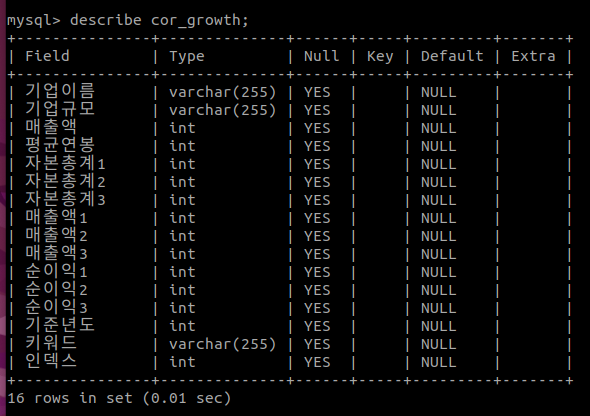 mysql> describe cor_growth;
+---------------+--------------+------+-----+---------+-------+
| Field | Type | Null | Key | Default | Extra |
+---------------+--------------+------+-----+---------+-------+
| 기업이름 | varchar(255) | YES | | NULL | |
| 기업규모 | varchar(255) | YES | | NULL | |
| 매출액 | int | YES | | NULL | |
| 평균연봉 | int | YES | | NULL | |
| 자본총계1 | int | YES | | NULL | |
| 자본총계2 | int | YES | | NULL | |
| 자본총계3 | int | YES | | NULL | |
| 매출액1 | int | YES | | NULL | |
| 매출액2 | int | YES | | NULL | |
| 매출액3 | int | YES | | NULL | |
| 순이익1 | int | YES | | NULL | |
| 순이익2 | int | YES | | NULL | |
| 순이익3 | int | YES | | NULL | |
| 기준년도 | int | YES | | NULL | |
| 키워드 | varchar(255) | YES | | NULL | |
| 인덱스 | int | YES | | NULL | |
+---------------+--------------+------+-----+---------+-------+
16 rows in set (0.01 sec)